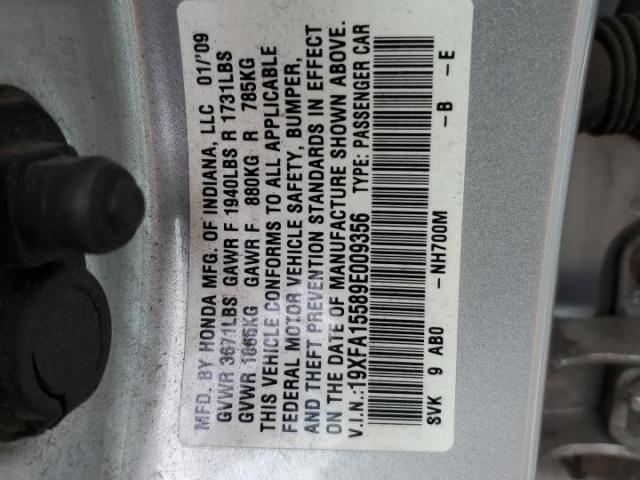 MFD. BY HONDA MFG. OF INDIANA, LLC 01/'09
GVWR 3671LBS GAWR F 1940LBS R 1731LBS
GVWR 1665KG GAWR F 880KG R 785KG
THIS VEHICLE CONFORMS TO ALL APPLICABLE
FEDERAL MOTOR VEHICLE SAFETY, BUMPER,
AND THEFT PREVENTION STANDARDS IN EFFECT
ON THE DATE OF MANUFACTURE SHOWN ABOVE.
V.I.N.:19XFA15589E009356 TYPE: PASSENGER CAR
SVK 9 AB0 -NH700M -B -E